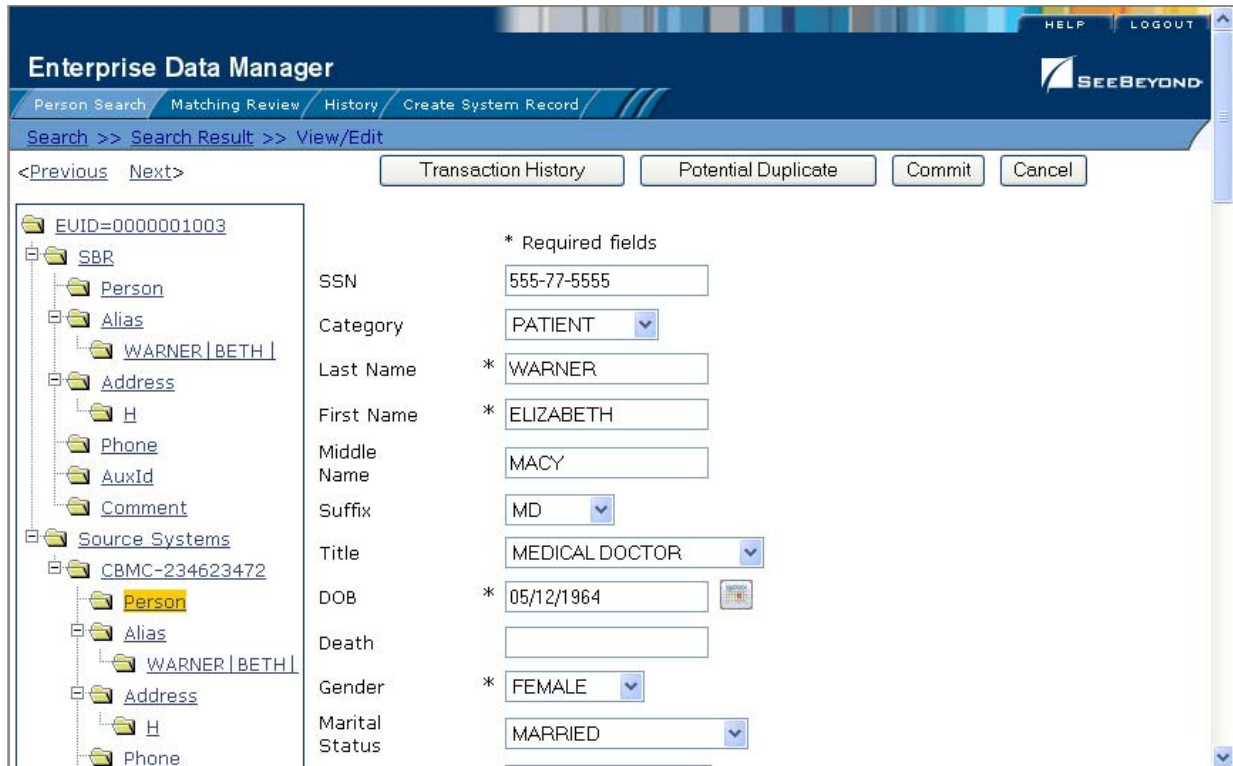 HELP LOGOUT
Enterprise Data Manager
SEEBEYOND
Person Search Matching Review History Create System Record
Search >> Search Result >> View/Edit
<Previous Next>
Transaction History Potential Duplicate Commit Cancel
EUID=0000001003
SBR
Person
Alias
WARNER|BETH|
Address
H
Phone
AuxId
Comment
Source Systems
CBMC-234623472
Person
Alias
WARNER|BETH|
Address
H
Phone
* Required fields
SSN 555-77-5555
Category PATIENT
Last Name * WARNER
First Name * ELIZABETH
Middle
Name MACY
Suffix MD
Title MEDICAL DOCTOR
DOB * 05/12/1964
Death
Gender * FEMALE
Marital
Status MARRIED